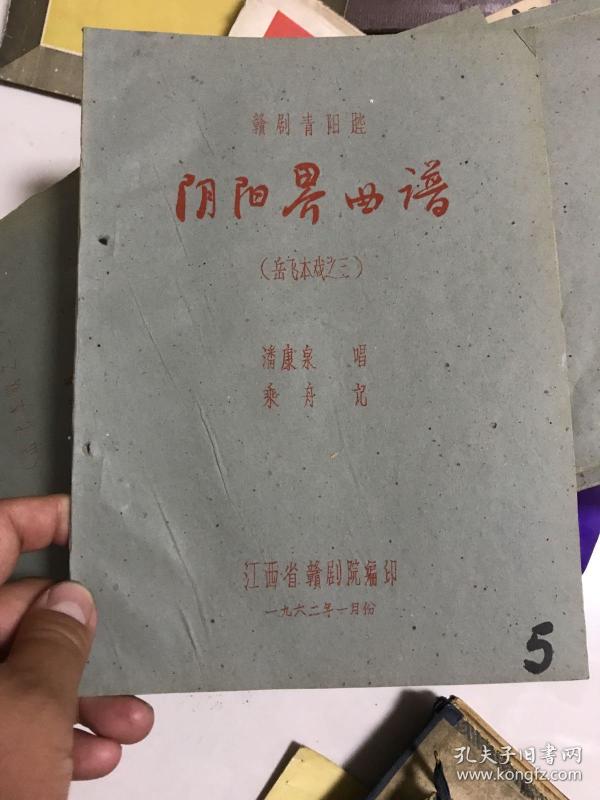 赣剧青阳腔
阴阳界曲谱
（岳飞本戏之三）
潘康泉 唱
乘舟 记
江西省赣剧院编印
一九六二年一月份
5
孔夫子旧书网
www.kongfz.com